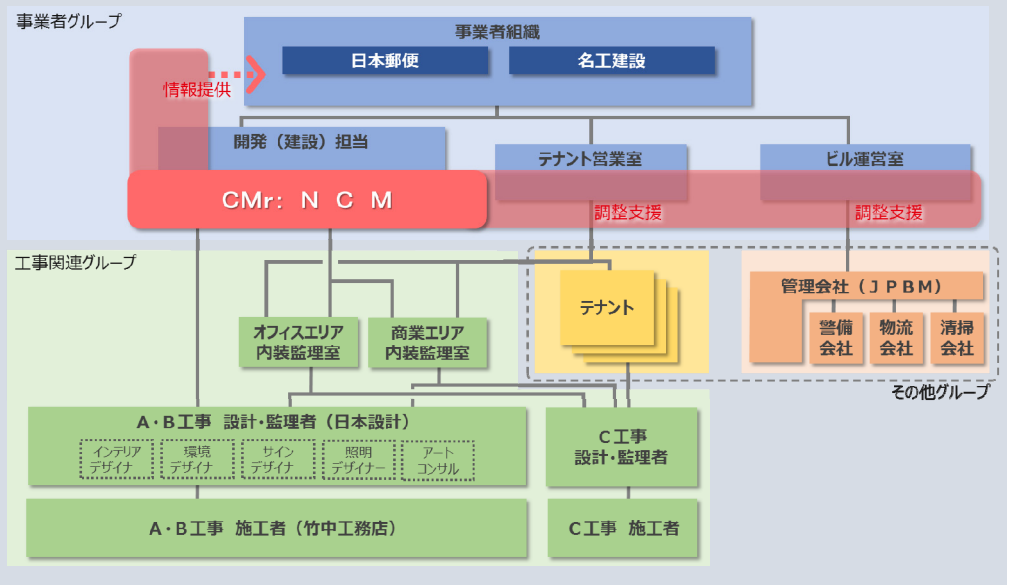 事業者グループ
事業者組織
日本郵便
名工建設
情報提供
開発（建設）担当
テナント営業室
ビル運営室
CMr: N C M
調整支援
調整支援
工事関連グループ
テナント
管理会社（JPBM）
警備
会社
物流
会社
清掃
会社
オフィスエリア
内装監理室
商業エリア
内装監理室
その他グループ
A・B工事 設計・監理者（日本設計）
インテリア
デザイナ
環境
デザイナ
サイン
デザイナ
照明
デザイナー
アート
コンサル
C工事
設計・監理者
A・B工事 施工者（竹中工務店）
C工事 施工者